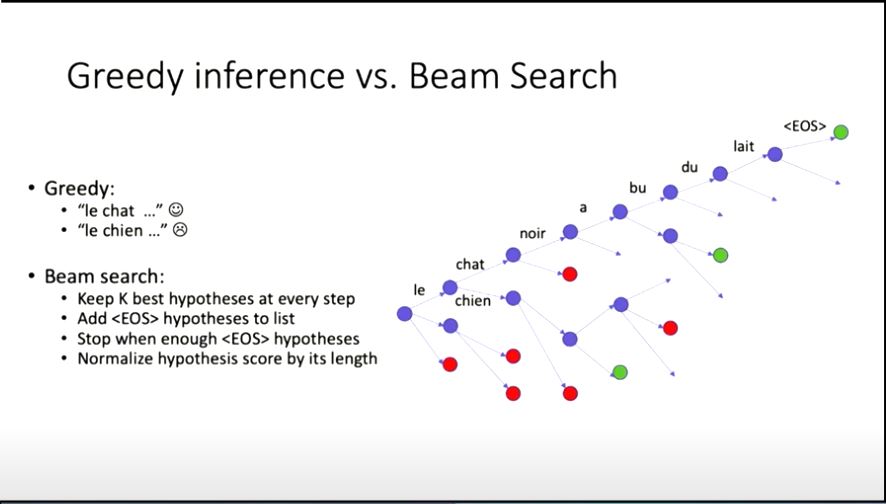 Greedy inference vs. Beam Search
• Greedy:
• “le chat ...” ☺
• “le chien ...” ☹
• Beam search:
• Keep K best hypotheses at every step
• Add <EOS> hypotheses to list
• Stop when enough <EOS> hypotheses
• Normalize hypothesis score by its length
le
chat
chien
noir
a
bu
du
lait
<EOS>